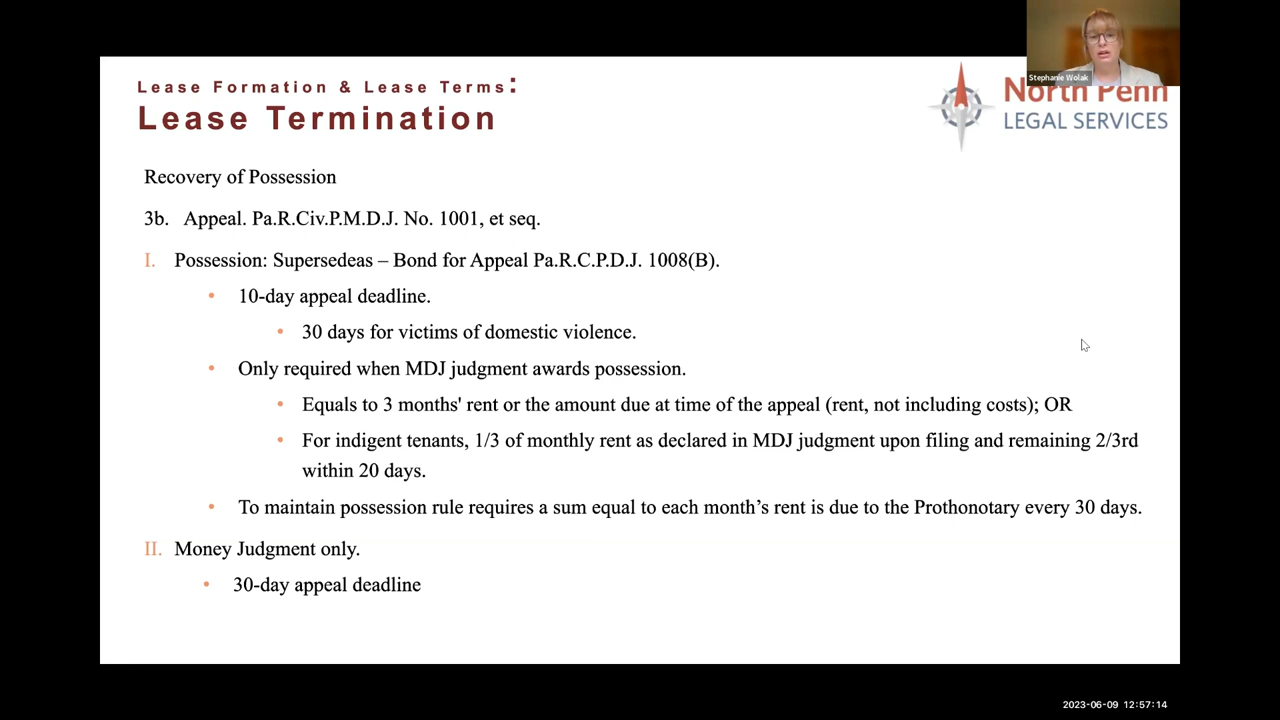 Stephanie Wolak
North Penn
LEGAL SERVICES
Lease Formation & Lease Terms:
Lease Termination
Recovery of Possession
3b. Appeal. Pa.R.Civ.P.M.D.J. No. 1001, et seq.
I. Possession: Supersedeas – Bond for Appeal Pa.R.C.P.D.J. 1008(B).
• 10-day appeal deadline.
• 30 days for victims of domestic violence.
• Only required when MDJ judgment awards possession.
• Equals to 3 months' rent or the amount due at time of the appeal (rent, not including costs); OR
• For indigent tenants, 1/3 of monthly rent as declared in MDJ judgment upon filing and remaining 2/3rd
within 20 days.
• To maintain possession rule requires a sum equal to each month’s rent is due to the Prothonotary every 30 days.
II. Money Judgment only.
• 30-day appeal deadline
2023-06-09 12:57:14